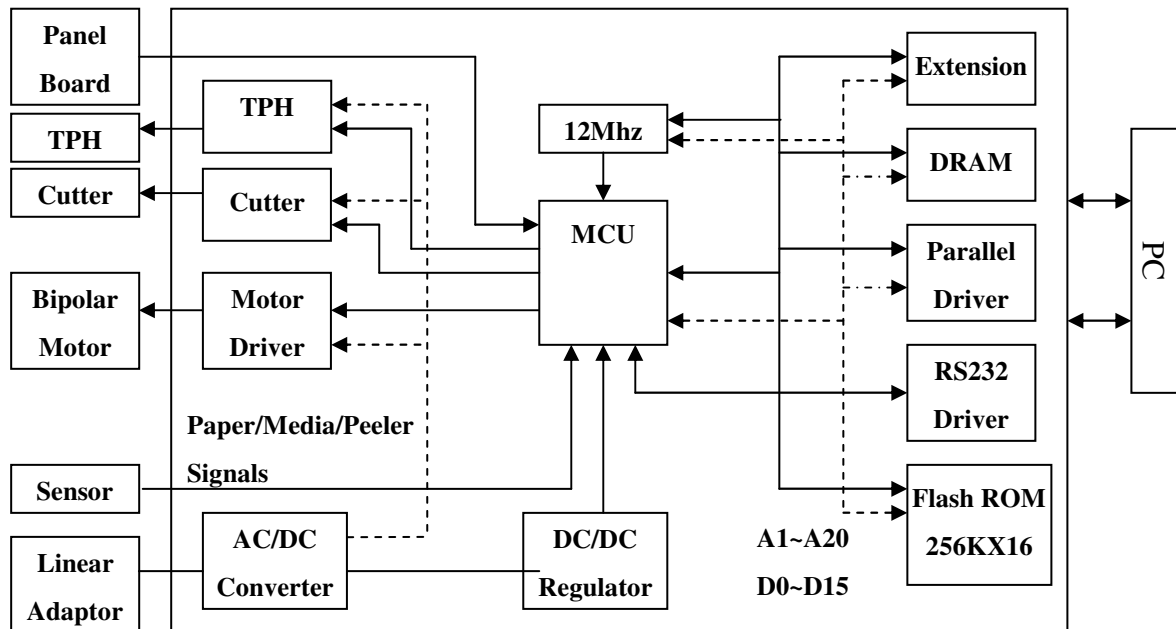 Panel
Board
TPH
Cutter
Bipolar
Motor
Sensor
Linear
Adaptor
TPH
Cutter
Motor
Driver
Paper/Media/Peeler
Signals
AC/DC
Converter
12Mhz
MCU
DC/DC
Regulator
A1~A20
D0~D15
Extension
DRAM
Parallel
Driver
RS232
Driver
Flash ROM
256KX16
PC